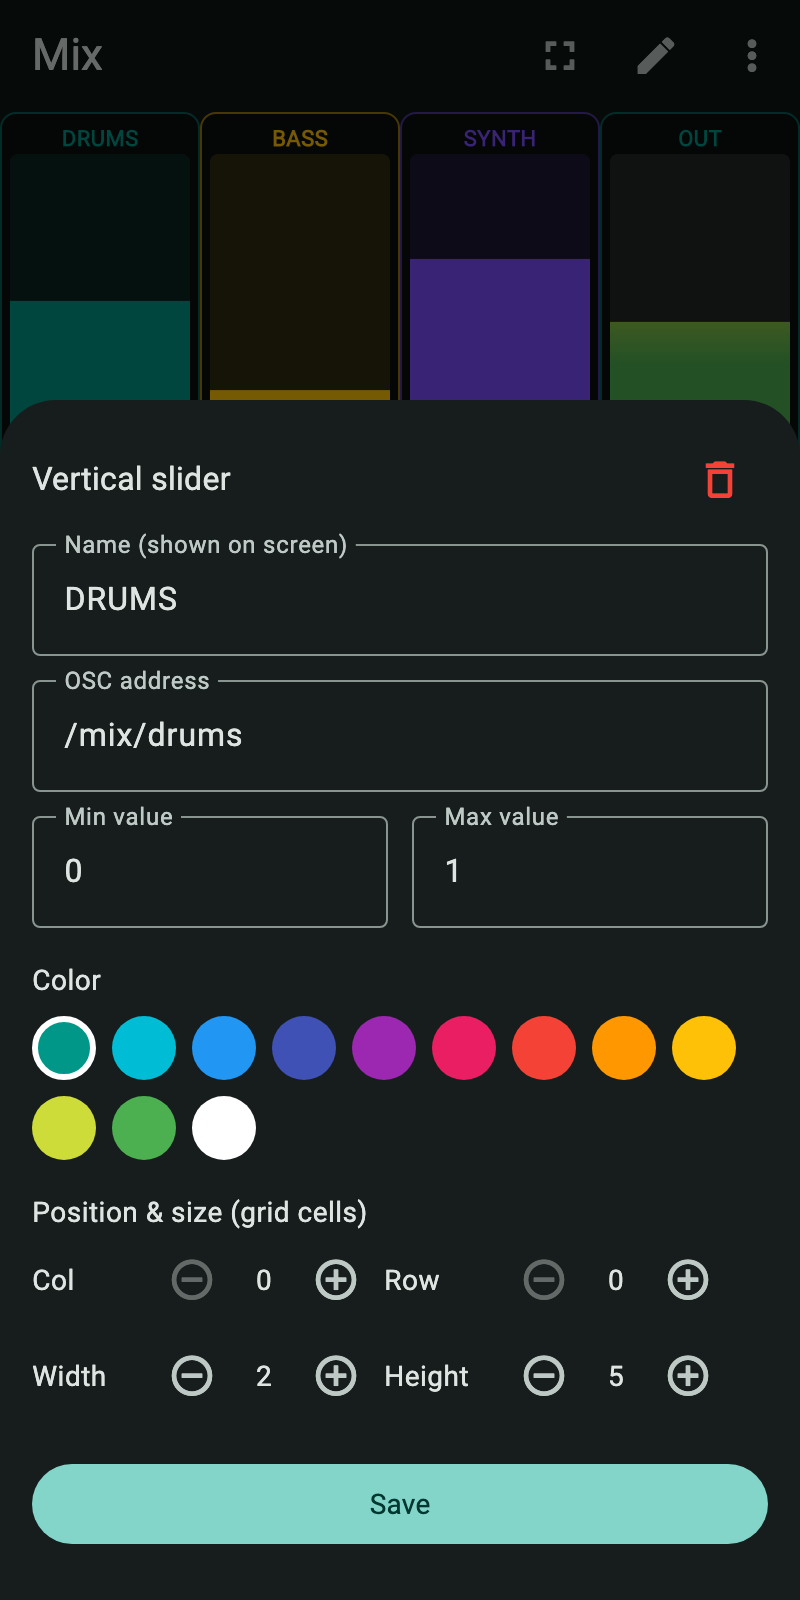 Mix
DRUMS BASS SYNTH OUT
Vertical slider
Name (shown on screen)
DRUMS
OSC address
/mix/drums
Min value Max value
0 1
Color
Position & size (grid cells)
Col 0 Row 0
Width 2 Height 5
Save